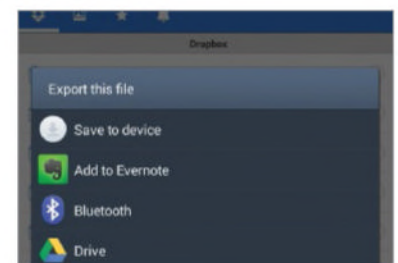 Dropbox
Export this file
Save to device
Add to Evernote
Bluetooth
Drive